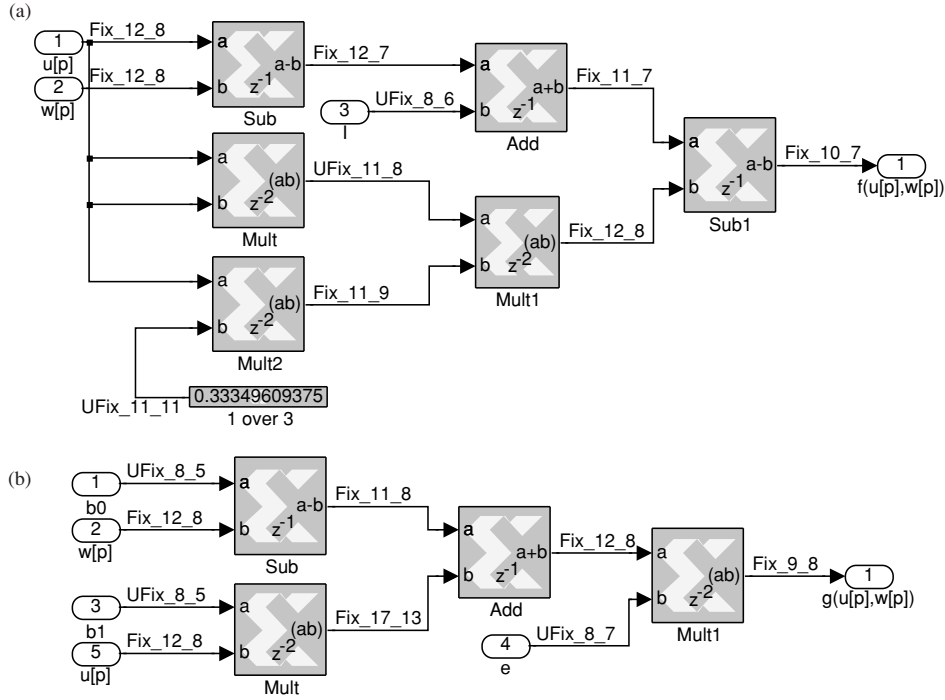 (a)
1
Fix_12_8
u[p]
2
Fix_12_8
w[p]
a
b
a-b
z-1
Sub
Fix_12_7
3
UFix_8_6
I
a
b
a+b
z-1
Add
Fix_11_7
a
b
(ab)
z-2
Mult
UFix_11_8
a
b
(ab)
z-2
Mult1
Fix_12_8
a
b
a-b
z-1
Sub1
Fix_10_7
1
f(u[p],w[p])
a
b
(ab)
z-2
Mult2
Fix_11_9
UFix_11_11
0.33349609375
1 over 3
(b)
1
UFix_8_5
b0
2
Fix_12_8
w[p]
a
b
a-b
z-1
Sub
Fix_11_8
3
UFix_8_5
b1
5
Fix_12_8
u[p]
a
b
(ab)
z-2
Mult
Fix_17_13
a
b
a+b
z-1
Add
Fix_12_8
4
UFix_8_7
e
a
b
(ab)
z-2
Mult1
Fix_9_8
1
g(u[p],w[p])